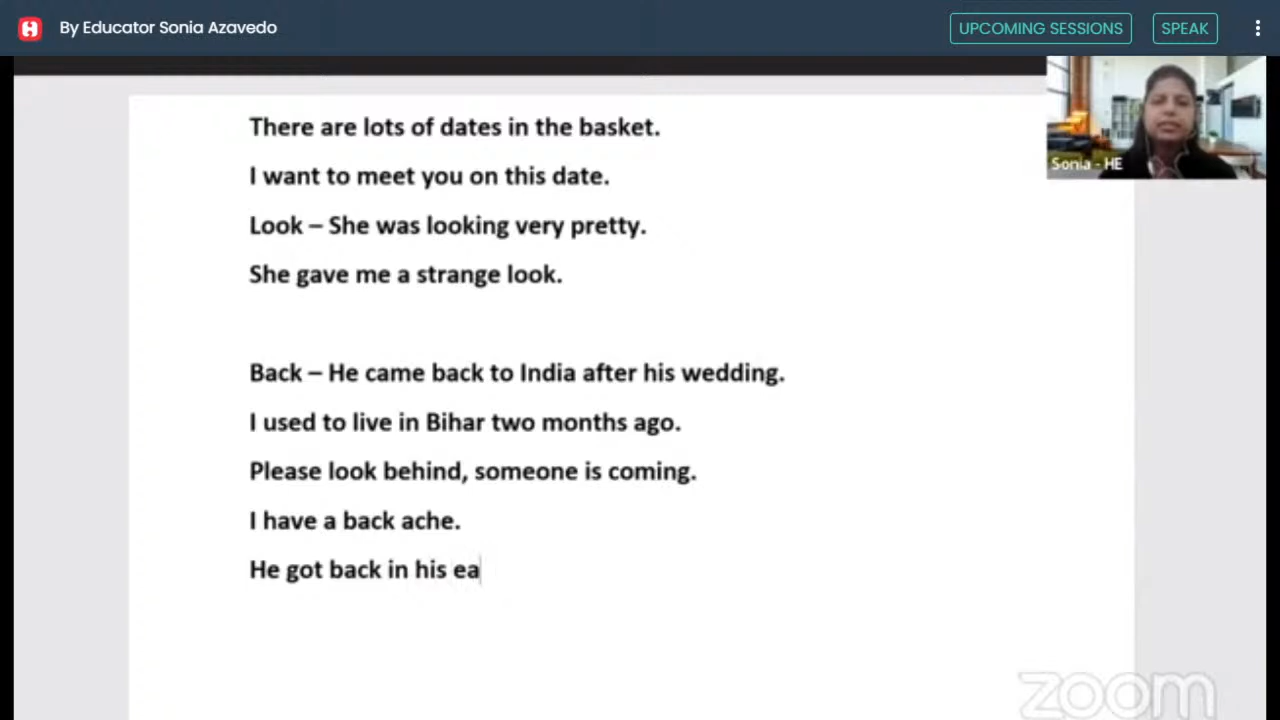 By Educator Sonia Azavedo
UPCOMING SESSIONS
SPEAK
There are lots of dates in the basket.
I want to meet you on this date.
Look – She was looking very pretty.
She gave me a strange look.
Back – He came back to India after his wedding.
I used to live in Bihar two months ago.
Please look behind, someone is coming.
I have a back ache.
He got back in his ea
Sonia - HE
zoom